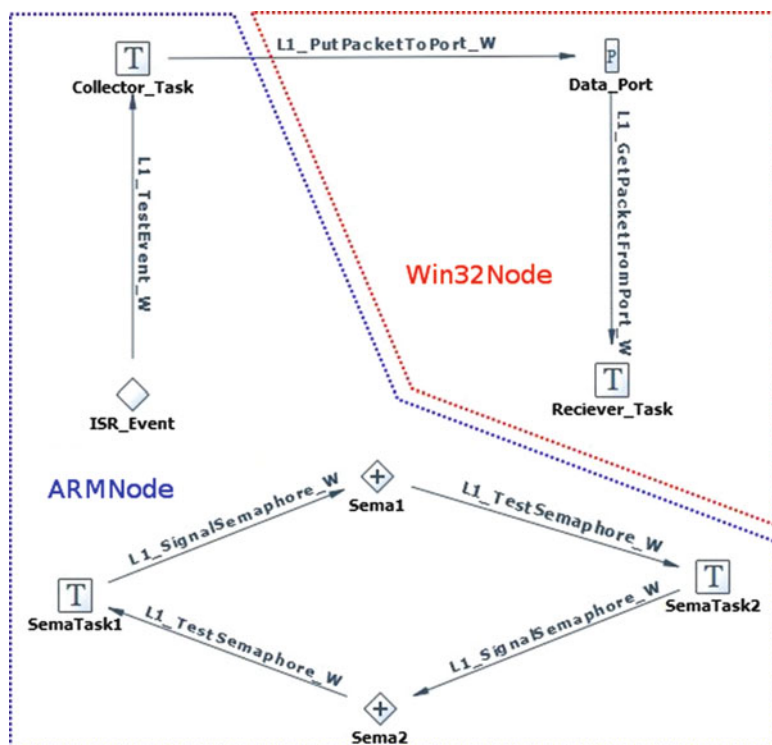 L1_PutPacketToPort_W
T
P
Collector_Task
Data_Port
L1_TestEvent_W
L1_GetPacketFromPort_W
Win32Node
T
ISR_Event
Reciever_Task
ARMNode
L1_SignalSemaphore_W
Sema1
L1_TestSemaphore_W
T
SemaTask1
T
SemaTask2
L1_TestSemaphore_W
L1_SignalSemaphore_W
Sema2